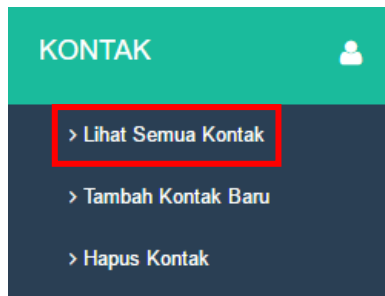 KONTAK
> Lihat Semua Kontak
> Tambah Kontak Baru
> Hapus Kontak